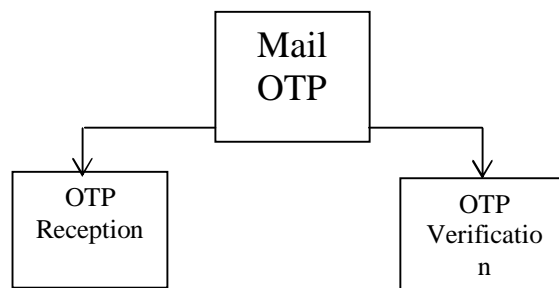 Mail
OTP
OTP
Reception
OTP
Verificatio
n